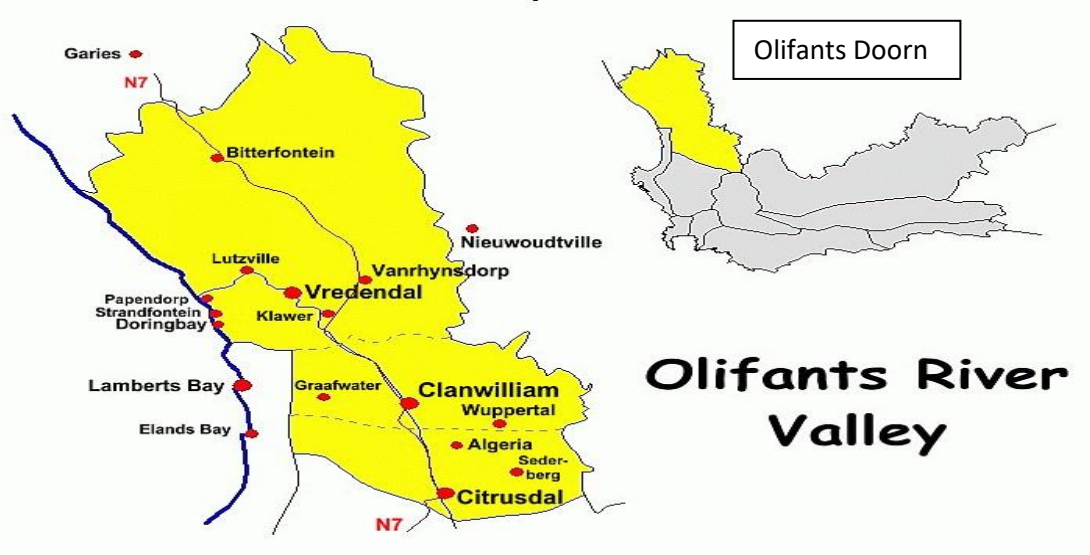 Garies
N7
Olifants Doorn
Bitterfontein
Nieuwoudtville
Lutzville
Vanrhynsdorp
Vredendal
Papendorp
Strandfontein
Doringbay
Klawer
Lamberts Bay
Graafwater
Clanwilliam
Wuppertal
Elands Bay
Algeria
Seder-
berg
Citrusdal
N7
Olifants River
Valley